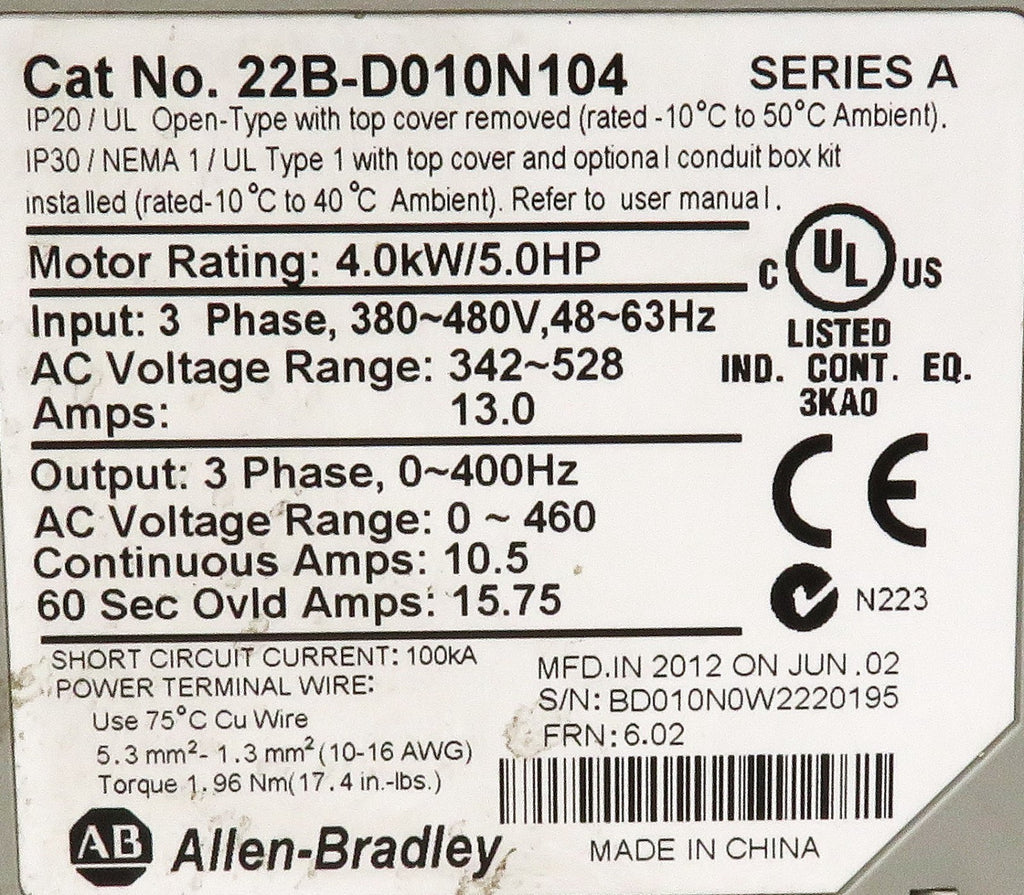 Cat No. 22B-D010N104 SERIES A
IP20 / UL Open-Type with top cover removed (rated -10°C to 50°C Ambient).
IP30 / NEMA 1 / UL Type 1 with top cover and optional conduit box kit
installed (rated-10 °C to 40 °C Ambient). Refer to user manual.
Motor Rating: 4.0kW/5.0HP
Input: 3 Phase, 380~480V,48~63Hz
AC Voltage Range: 342~528
Amps: 13.0
C UL US
LISTED
IND. CONT. EQ.
3KA0
Output: 3 Phase, 0~400Hz
AC Voltage Range: 0 ~ 460
Continuous Amps: 10.5
60 Sec Ovld Amps: 15.75
CE
N223
SHORT CIRCUIT CURRENT: 100kA
POWER TERMINAL WIRE:
Use 75°C Cu Wire
5.3 mm²- 1.3 mm² (10-16 AWG)
Torque 1.96 Nm(17.4 in.-lbs.)
MFD.IN 2012 ON JUN.02
S/N: BD010N0W2220195
FRN: 6.02
AB Allen-Bradley
MADE IN CHINA